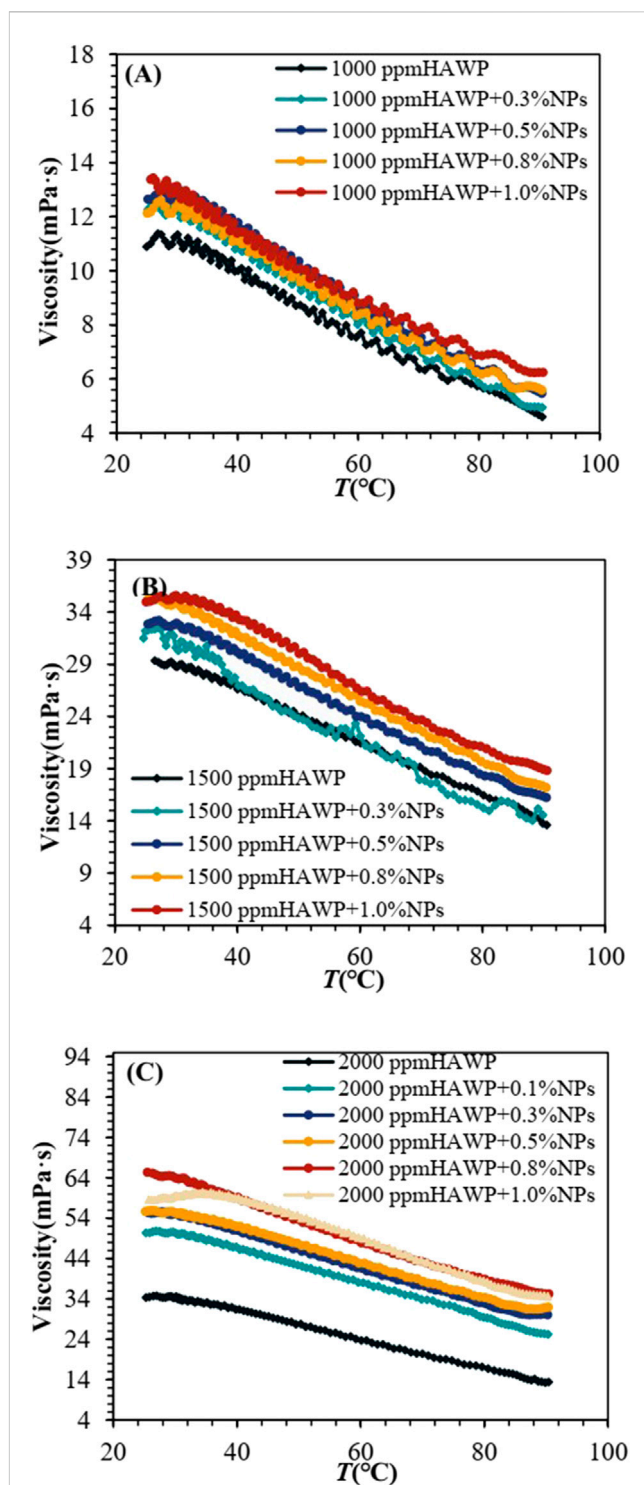 (A)
1000 ppmHAWP
1000 ppmHAWP+0.3%NPs
1000 ppmHAWP+0.5%NPs
1000 ppmHAWP+0.8%NPs
1000 ppmHAWP+1.0%NPs
Viscosity(mPa·s)
18
16
14
12
10
8
6
4
20 40 60 80 100
T(°C)
(B)
1500 ppmHAWP
1500 ppmHAWP+0.3%NPs
1500 ppmHAWP+0.5%NPs
1500 ppmHAWP+0.8%NPs
1500 ppmHAWP+1.0%NPs
Viscosity(mPa·s)
39
34
29
24
19
14
9
4
20 40 60 80 100
T(°C)
(C)
2000 ppmHAWP
2000 ppmHAWP+0.1%NPs
2000 ppmHAWP+0.3%NPs
2000 ppmHAWP+0.5%NPs
2000 ppmHAWP+0.8%NPs
2000 ppmHAWP+1.0%NPs
Viscosity(mPa·s)
94
84
74
64
54
44
34
24
14
4
20 40 60 80 100
T(°C)